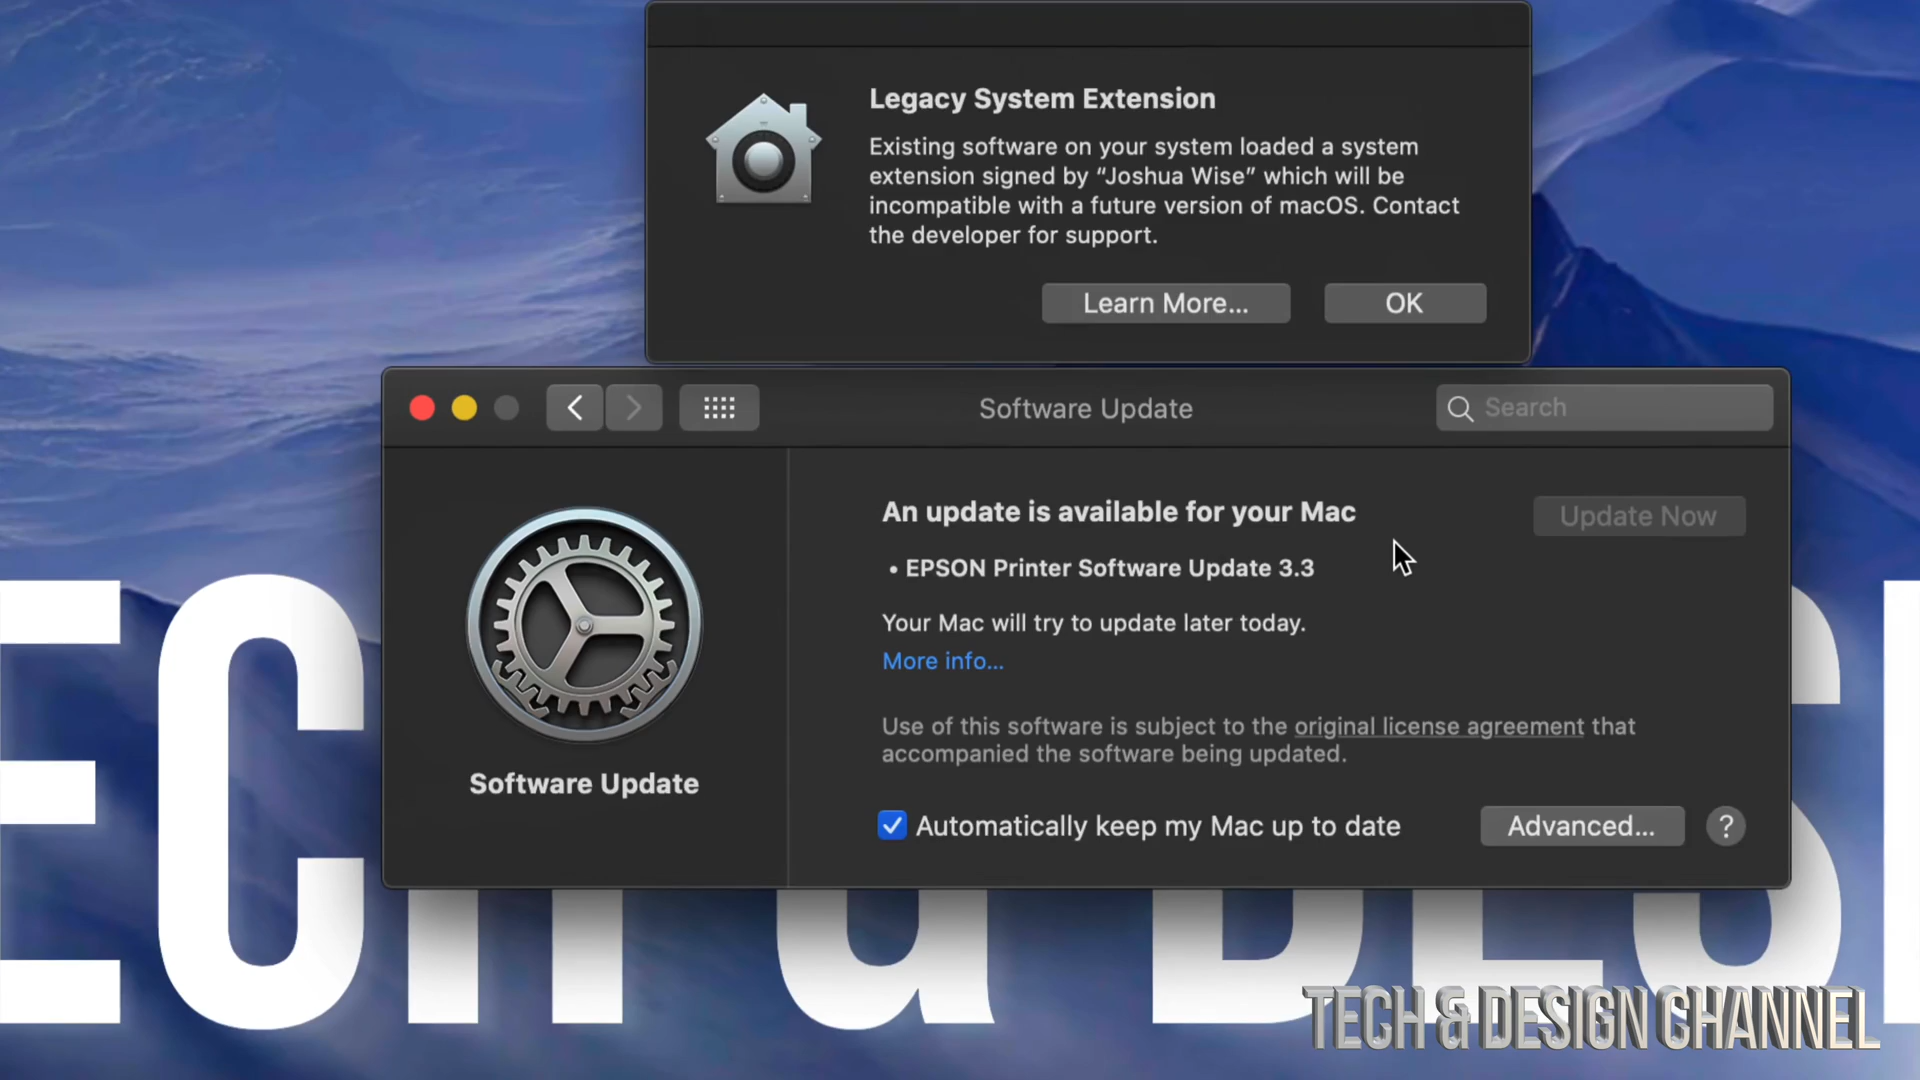 Legacy System Extension
Existing software on your system loaded a system
extension signed by “Joshua Wise” which will be
incompatible with a future version of macOS. Contact
the developer for support.
Learn More...
OK
Software Update
Search
An update is available for your Mac
Update Now
• EPSON Printer Software Update 3.3
Your Mac will try to update later today.
More info...
Use of this software is subject to the original license agreement that
accompanied the software being updated.
Software Update
Automatically keep my Mac up to date
Advanced...
?
TECH & DESIGN CHANNEL